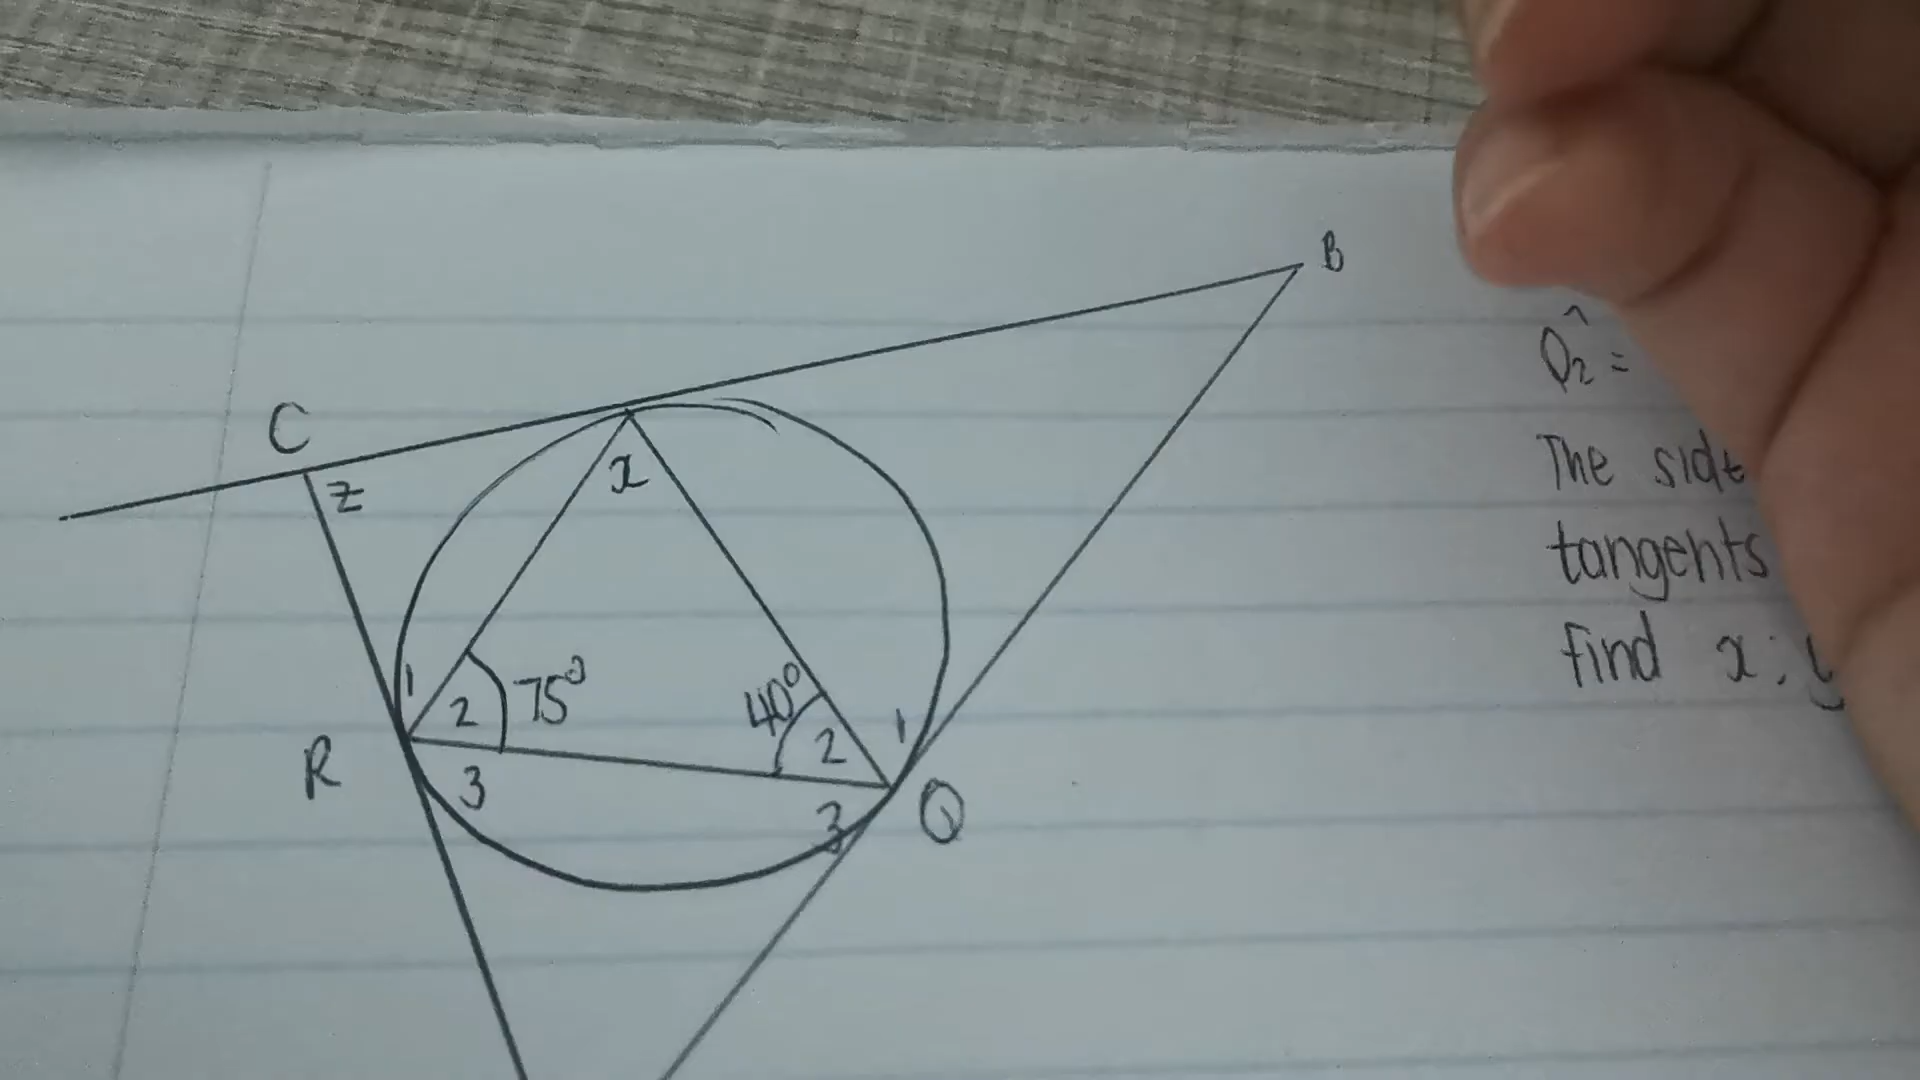 B
C
z
x
1
2
75°
40°
2
1
R
3
3
Q
Q̂2 =
The side
tangents
find x ; y